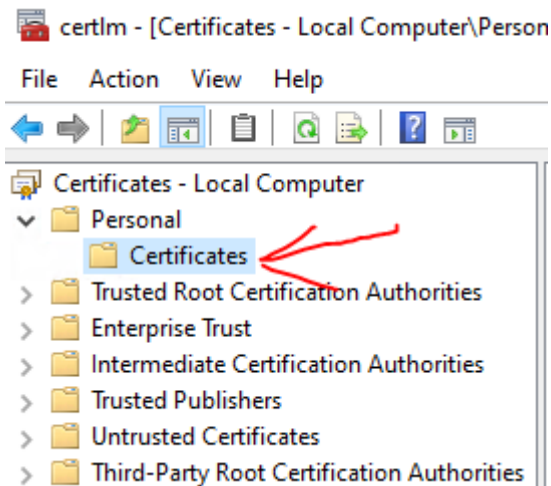 certlm - [Certificates - Local Computer\Person
File Action View Help
Certificates - Local Computer
Personal
Certificates
Trusted Root Certification Authorities
Enterprise Trust
Intermediate Certification Authorities
Trusted Publishers
Untrusted Certificates
Third-Party Root Certification Authorities